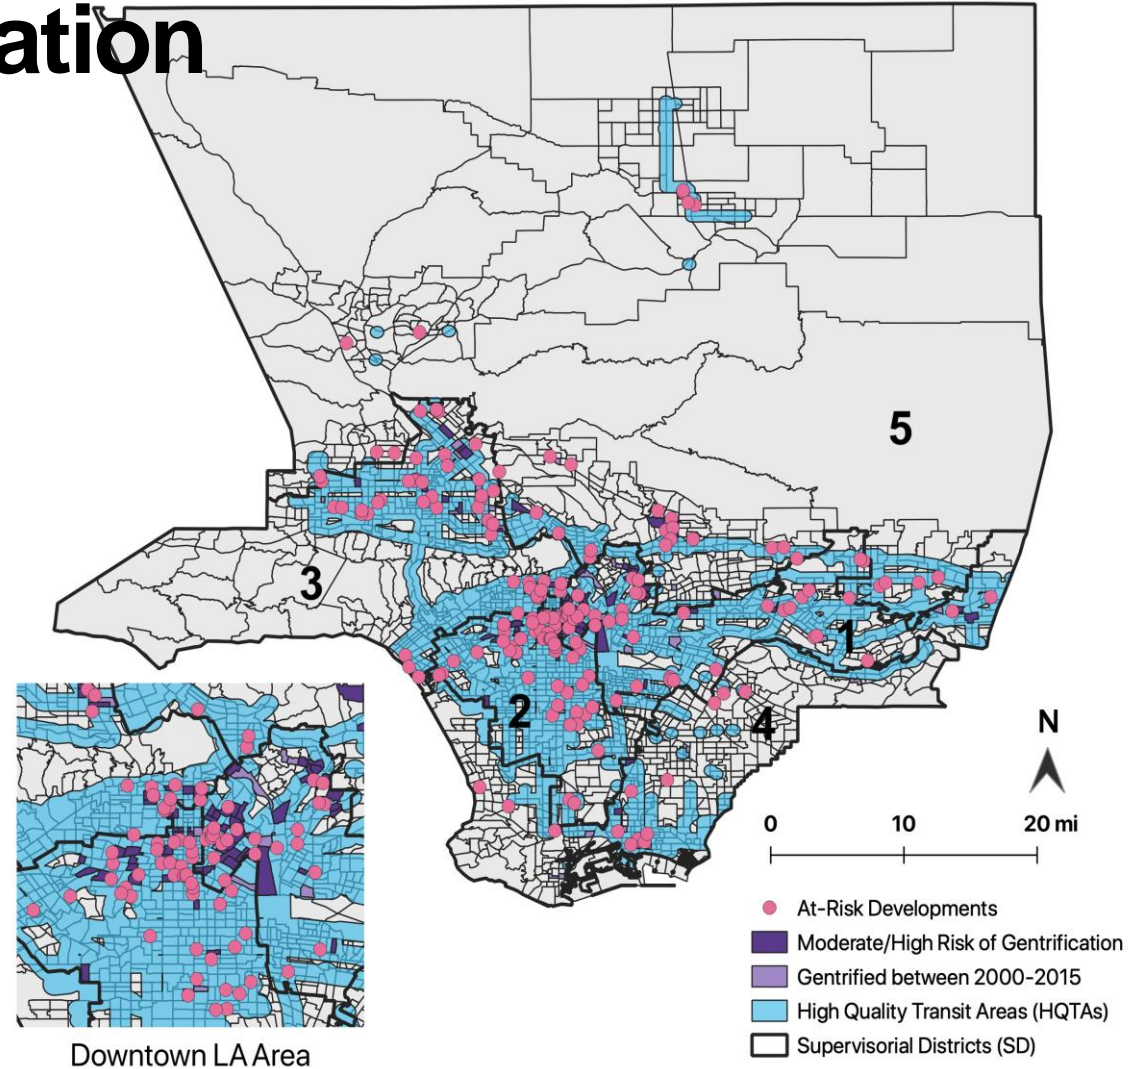 ation
5
3
1
2
4
N
0 10 20 mi
At-Risk Developments
Moderate/High Risk of Gentrification
Gentrified between 2000-2015
High Quality Transit Areas (HQTAs)
Supervisorial Districts (SD)
Downtown LA Area